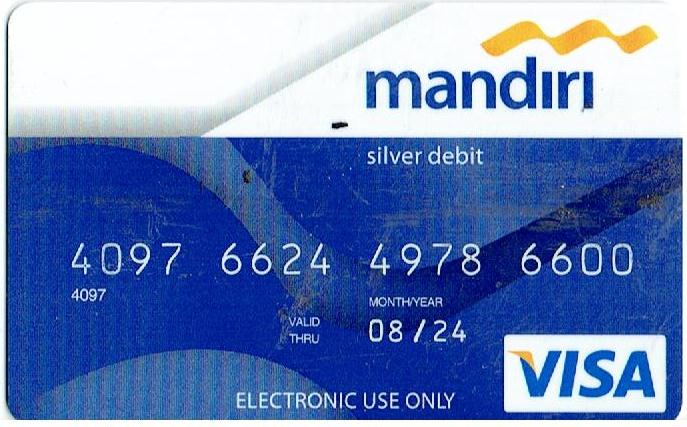 mandiri
silver debit
4097 6624 4978 6600
4097
MONTH/YEAR
VALID THRU
08/24
VISA
ELECTRONIC USE ONLY